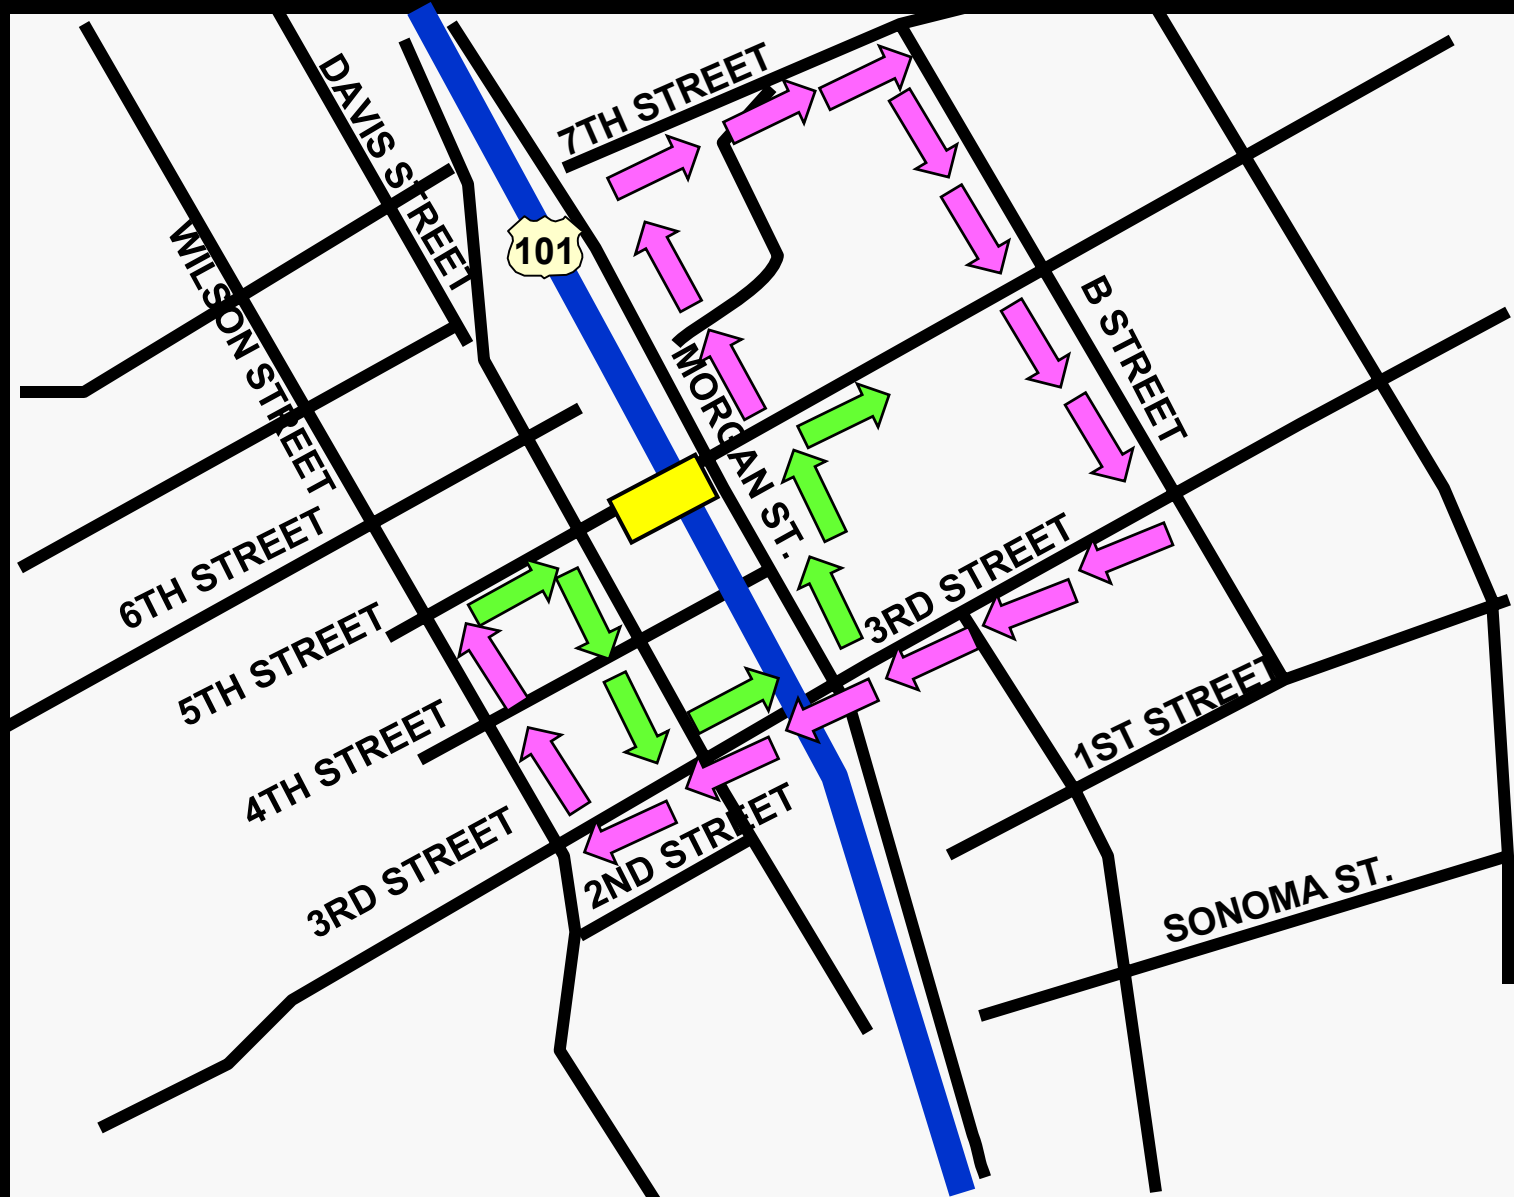 7TH STREET
DAVIS STREET
WILSON STREET
101
B STREET
MORGAN ST.
6TH STREET
3RD STREET
5TH STREET
4TH STREET
1ST STREET
3RD STREET
2ND STREET
SONOMA ST.